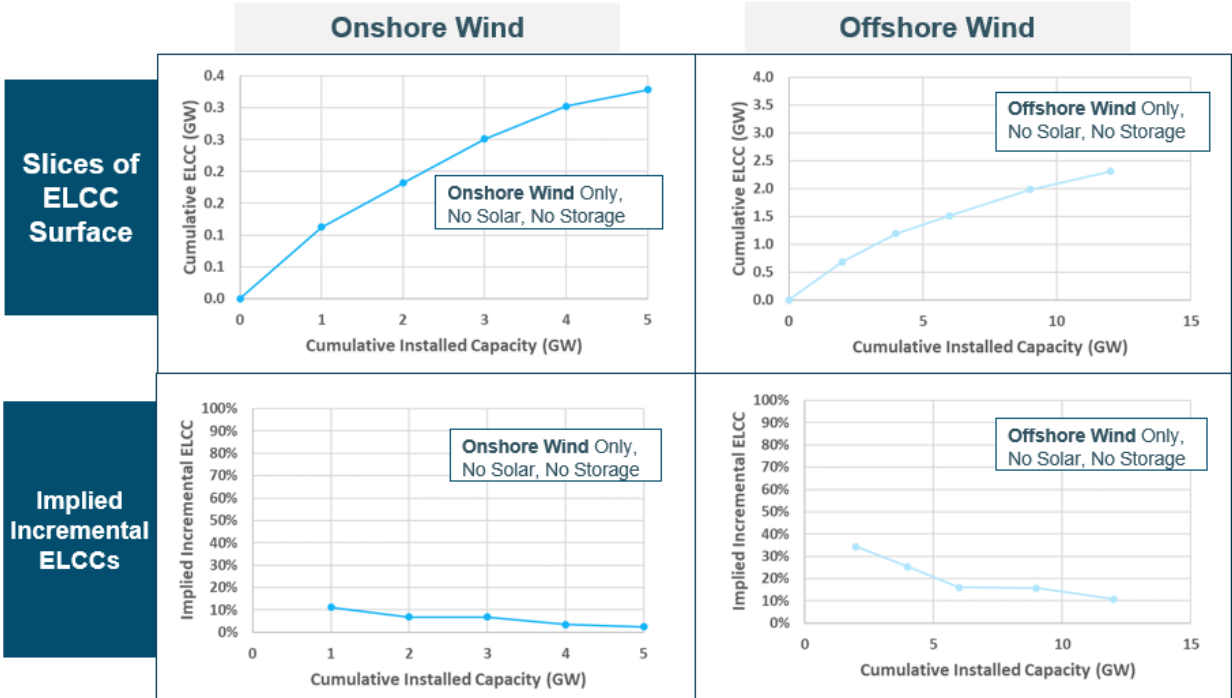 Onshore Wind
Offshore Wind
Slices of
ELCC
Surface
Cumulative ELCC (GW)
0.4
0.3
0.3
0.2
0.2
0.1
0.1
0.0
0 1 2 3 4 5
Cumulative Installed Capacity (GW)
Onshore Wind Only,
No Solar, No Storage
Cumulative ELCC (GW)
4.0
3.5
3.0
2.5
2.0
1.5
1.0
0.5
0.0
0 5 10 15
Cumulative Installed Capacity (GW)
Offshore Wind Only,
No Solar, No Storage
Implied
Incremental
ELCCs
Implied Incremental ELCC
100%
90%
80%
70%
60%
50%
40%
30%
20%
10%
0%
0 1 2 3 4 5
Cumulative Installed Capacity (GW)
Onshore Wind Only,
No Solar, No Storage
Implied Incremental ELCC
100%
90%
80%
70%
60%
50%
40%
30%
20%
10%
0%
0 5 10 15
Cumulative Installed Capacity (GW)
Offshore Wind Only,
No Solar, No Storage